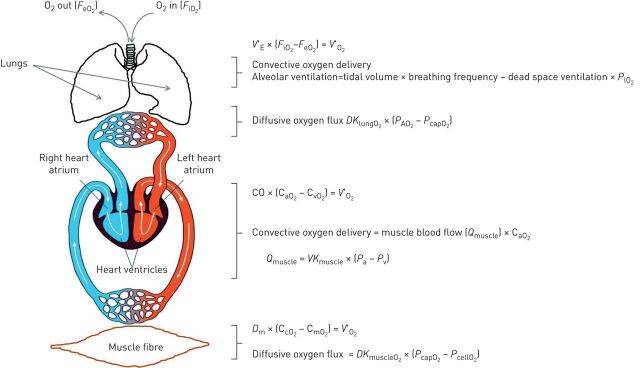 O₂ out (FeO₂) O₂ in (FiO₂)
V'E × (FiO₂–FeO₂) = V'O₂
Lungs
Convective oxygen delivery
Alveolar ventilation=tidal volume × breathing frequency – dead space ventilation × PIO₂
Diffusive oxygen flux DKlungO₂ × (PAO₂ – PcapO₂)
Right heart atrium
Left heart atrium
CO × (CaO₂ – CvO₂) = V'O₂
Convective oxygen delivery = muscle blood flow (Qmuscle) × CaO₂
Qmuscle = VKmuscle × (Pa – Pv)
Heart ventricles
Dm × (CcO₂ – CmO₂) = V'O₂
Muscle fibre
Diffusive oxygen flux = DKmuscleO₂ × (PcapO₂ – PcellO₂)